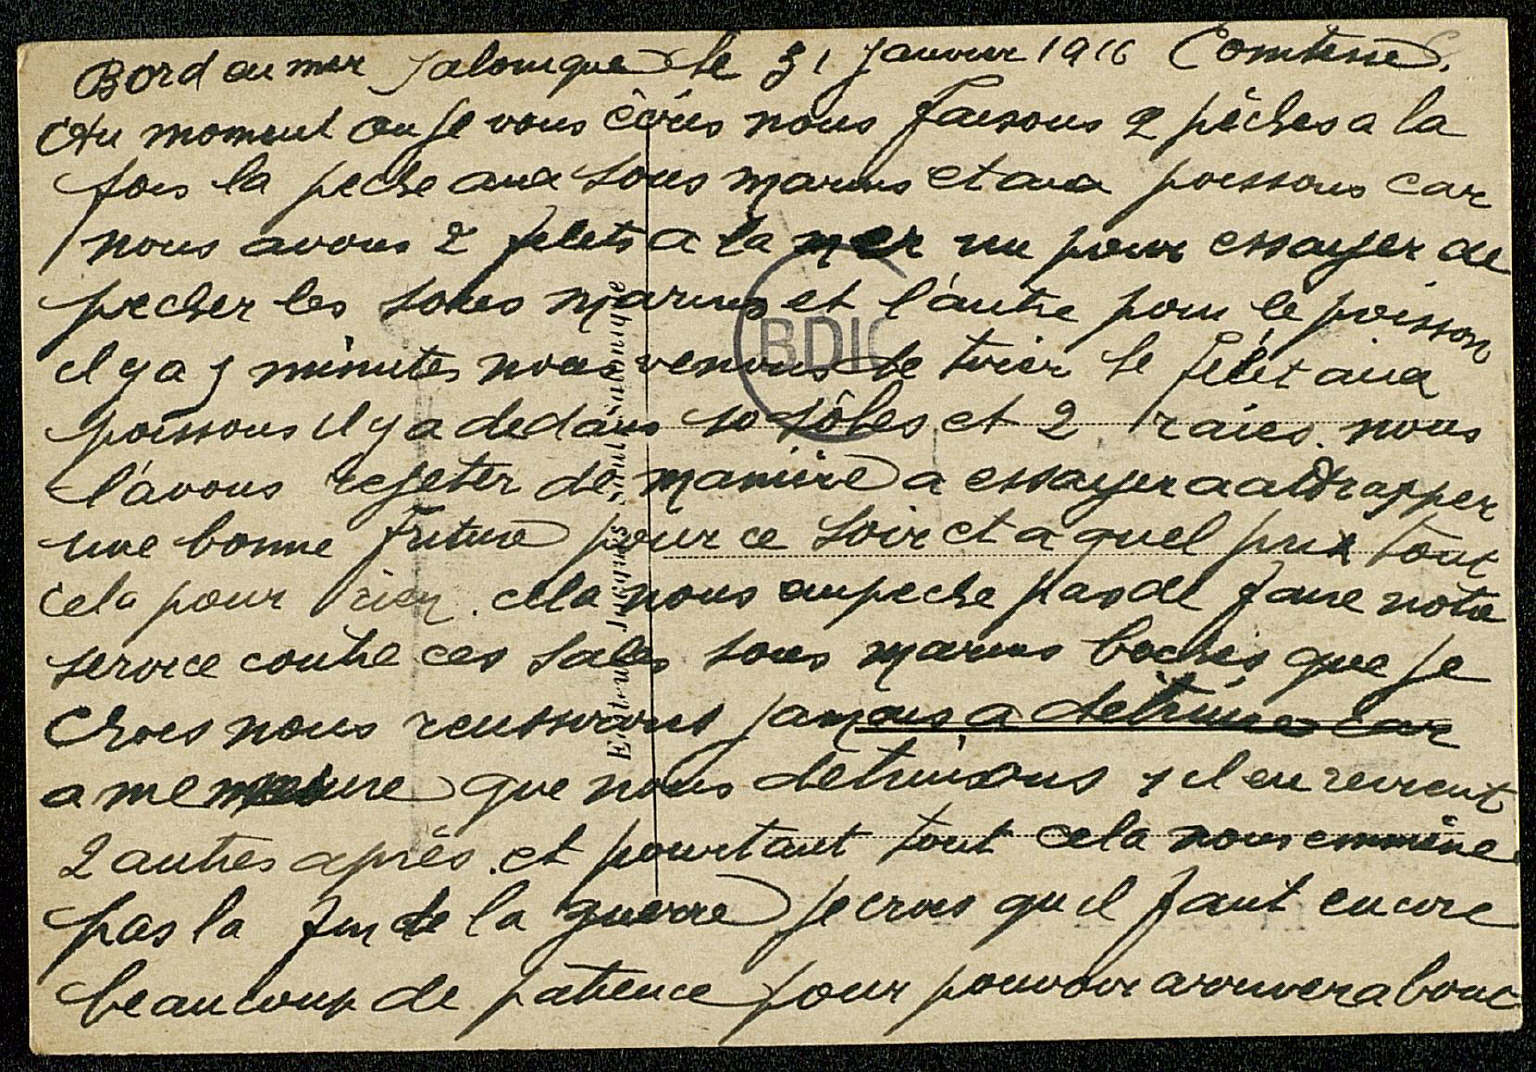 Bord en mer Salonique le 31 Janvier 1916 Comtesse.
Au moment ou je vous écris nous faisons 2 pêches a la
fois la peche aux sous marins et aux poissons car
nous avons 2 filets a la mer un pour essayer de
pecher les sous marins et l'autre pour le poisson
il y a 5 minutes nous venons de tirer le filet aux
poissons il y a dedans 10 sôles et 2 raies. nous
l'avons rejeter de manière a essayer a attrapper
une bonne friture pour ce soir et a quel prix tout
cela pour rien. cela nous empeche pas de faire notre
service contre ces sales sous marins boches que je
crois nous reussirons jamais a detruire car
a me mesure que nous detruisons 1 il en revient
2 autres après. et pourtant tout cela nous emmène
pas la fin de la guerre je crois qu il faut encore
beaucoup de patience pour pouvoir arriver a bout
Editeur Jacques Saul, Salonique
BDIC